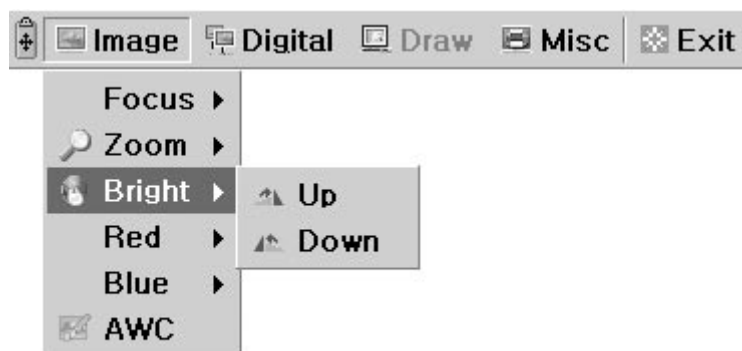 Image Digital Draw Misc Exit
Focus
Zoom
Bright
Up
Red
Down
Blue
AWC